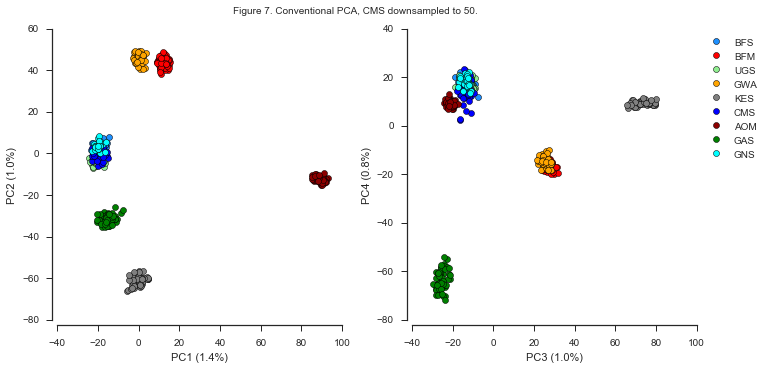 Figure 7. Conventional PCA, CMS downsampled to 50.
60
40
20
0
−20
−40
−60
−80
PC2 (1.0%)
−40
−20
0
20
40
60
80
100
PC1 (1.4%)
40
20
0
−20
−40
−60
−80
PC4 (0.8%)
−40
−20
0
20
40
60
80
100
PC3 (1.0%)
BFS
BFM
UGS
GWA
KES
CMS
AOM
GAS
GNS